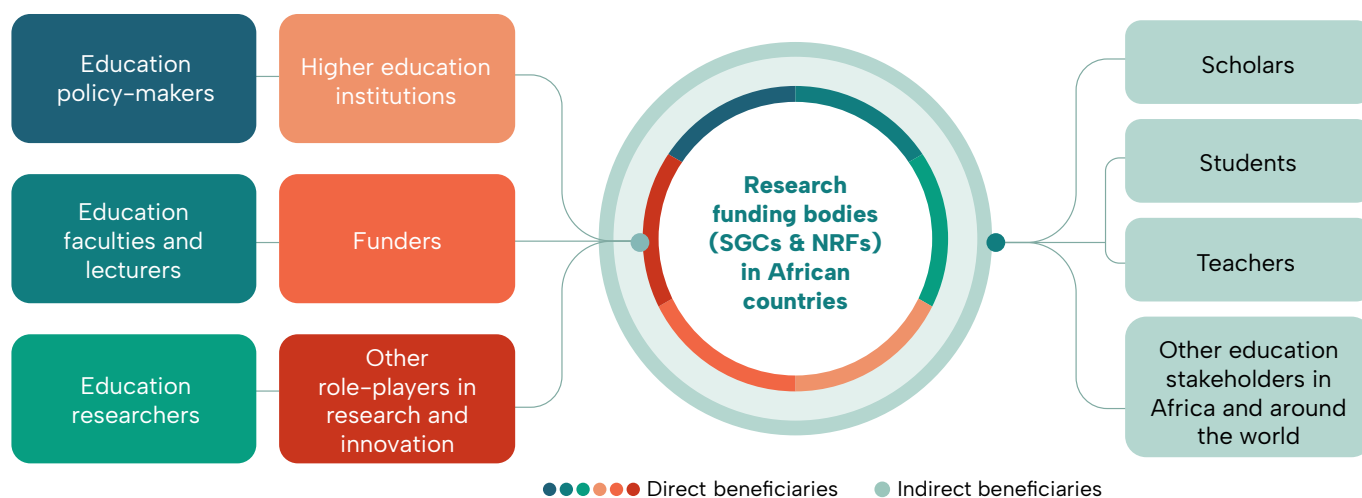 Education
policy-makers
Higher education
institutions
Education
faculties and
lecturers
Funders
Education
researchers
Other
role-players in
research and
innovation
Research
funding bodies
(SGCs & NRFs)
in African
countries
Scholars
Students
Teachers
Other education
stakeholders in
Africa and around
the world
Direct beneficiaries
Indirect beneficiaries